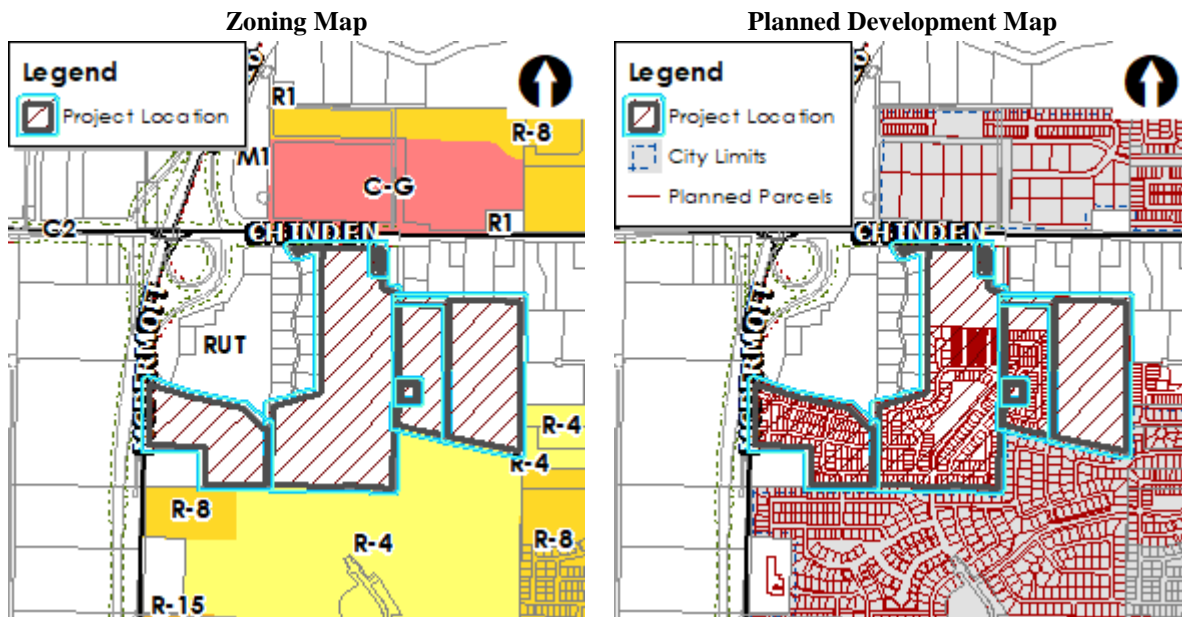 Zoning Map
Legend
Project Location
R1
R-8
M1
C-G
R1
C2
CHINDEN
RUT
R-4
R-4
R-8
R-4
R-8
R-15
Planned Development Map
Legend
Project Location
City Limits
Planned Parcels
CHINDEN